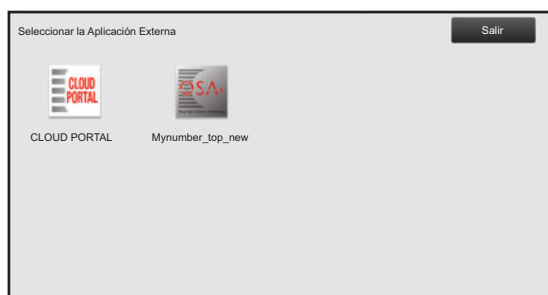 Seleccionar la Aplicación Externa
Salir
CLOUD
PORTAL
OSA
CLOUD PORTAL
Mynumber_top_new